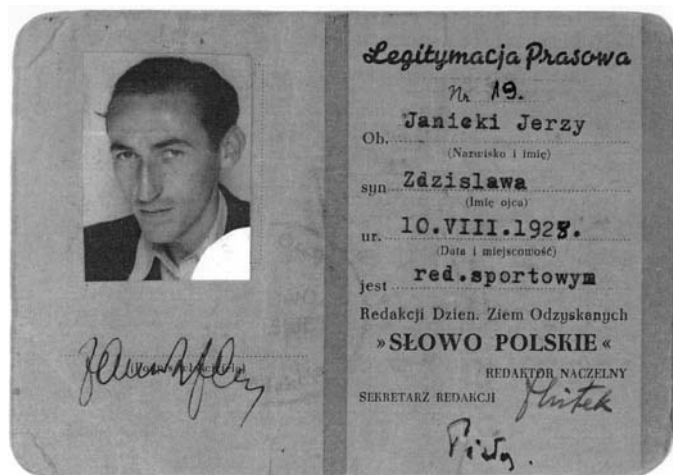 Legitymacja Prasowa
Nr 19.
Ob. Janicki Jerzy
(Nazwisko i imię)
syn Zdzislawa
(Imię ojca)
ur. 10.VIII.1928.
(Data i miejscowość)
jest red.sportowym
Redakcji Dzien. Ziem Odzyskanych
»SŁOWO POLSKIE«
REDAKTOR NACZELNY
SEKRETARZ REDAKCJI